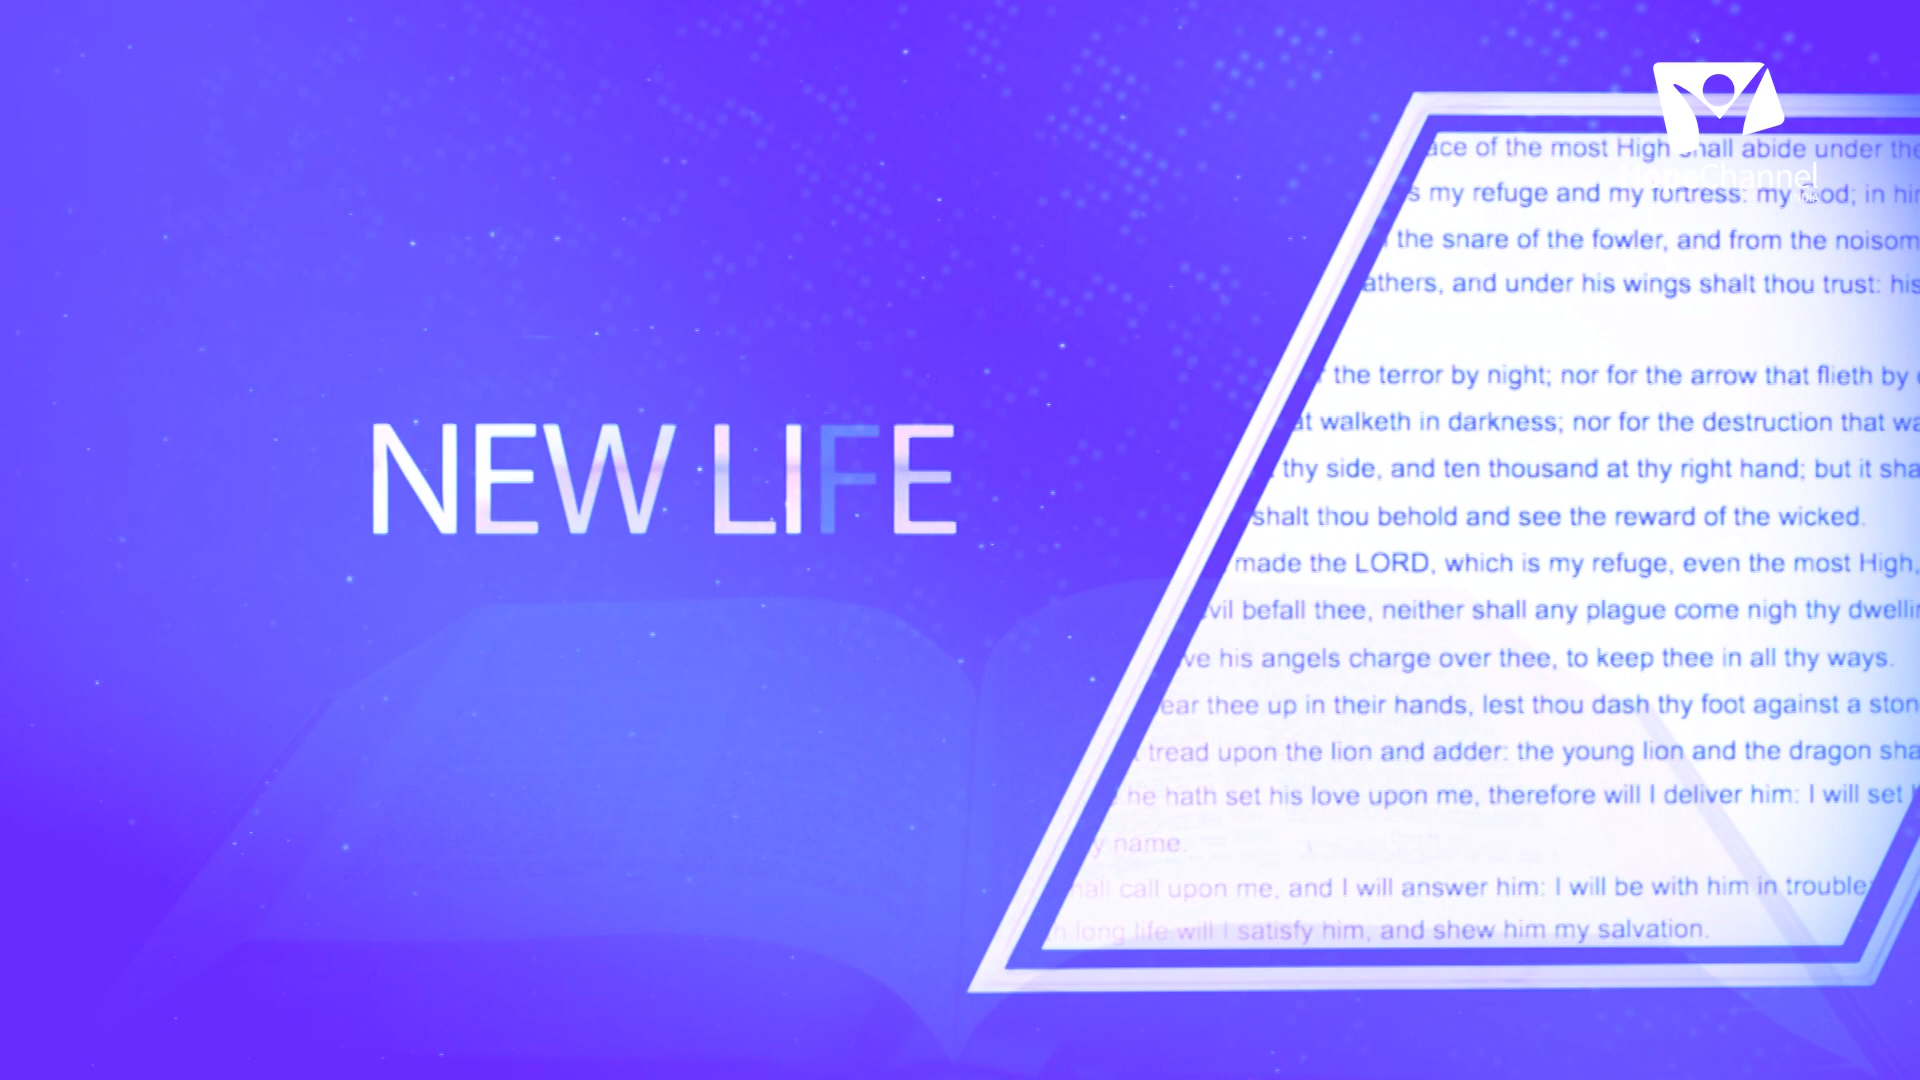 NEW LIFE
HopeChannel
INDIA
ace of the most High shall abide under the
s my refuge and my fortress: my God; in him
the snare of the fowler, and from the noisom
athers, and under his wings shalt thou trust: his
the terror by night; nor for the arrow that flieth by
at walketh in darkness; nor for the destruction that wa
thy side, and ten thousand at thy right hand; but it sha
shalt thou behold and see the reward of the wicked.
made the LORD, which is my refuge, even the most High,
vil befall thee, neither shall any plague come nigh thy dwellin
ve his angels charge over thee, to keep thee in all thy ways.
ear thee up in their hands, lest thou dash thy foot against a ston
tread upon the lion and adder: the young lion and the dragon sha
he hath set his love upon me, therefore will I deliver him: I will set
y name.
hall call upon me, and I will answer him: I will be with him in trouble;
long life will I satisfy him, and shew him my salvation.